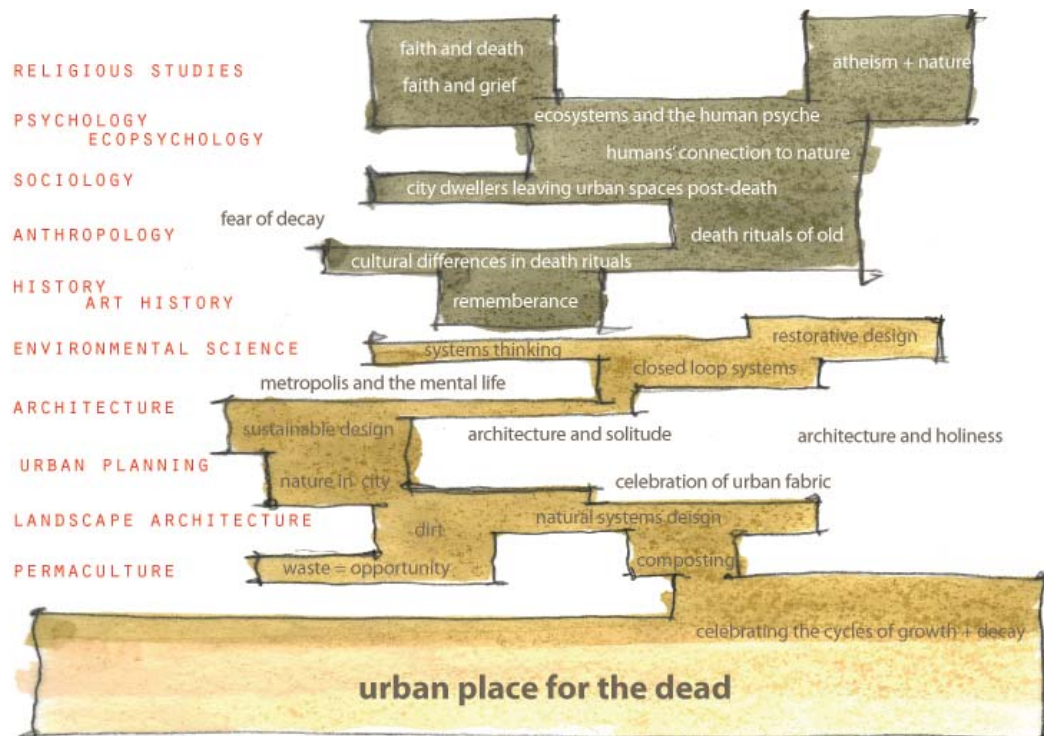 faith and death
RELIGIOUS STUDIES
atheism + nature
faith and grief
PSYCHOLOGY
ecosystems and the human psyche
ECOPSYCHOLOGY
humans' connection to nature
SOCIOLOGY
city dwellers leaving urban spaces post-death
fear of decay
ANTHROPOLOGY
death rituals of old
cultural differences in death rituals
HISTORY
ART HISTORY
rememberance
restorative design
ENVIRONMENTAL SCIENCE
systems thinking
closed loop systems
metropolis and the mental life
ARCHITECTURE
sustainable design
architecture and solitude
architecture and holiness
URBAN PLANNING
nature in city
celebration of urban fabric
LANDSCAPE ARCHITECTURE
natural systems deisgn
dirt
composting
PERMACULTURE
waste = opportunity
celebrating the cycles of growth + decay
urban place for the dead